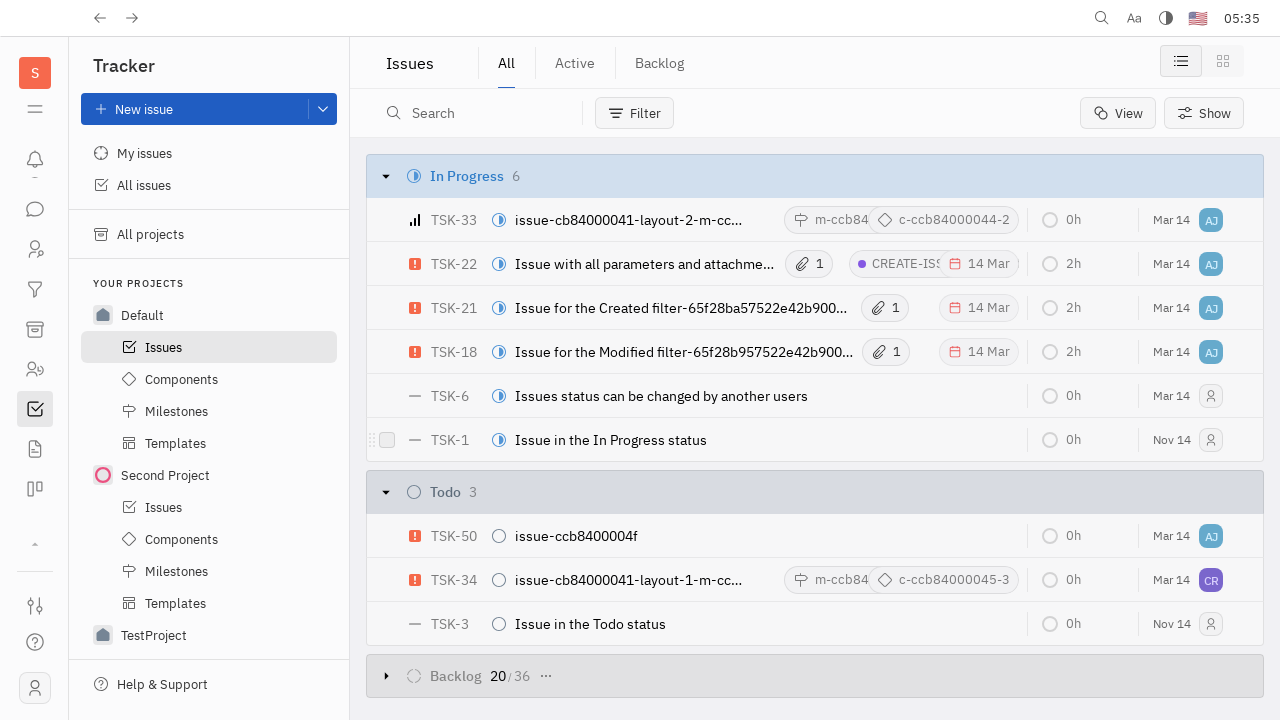 Aa
05:35
S
Tracker
New issue
My issues
All issues
All projects
YOUR PROJECTS
Default
Issues
Components
Milestones
Templates
Second Project
Issues
Components
Milestones
Templates
TestProject
Help & Support
Issues
All
Active
Backlog
Search
Filter
View
Show
In Progress 6
TSK-33 issue-cb84000041-layout-2-m-cc... m-ccb84 c-ccb84000044-2 0h Mar 14 AJ
TSK-22 Issue with all parameters and attachme... 1 CREATE-ISS 14 Mar 2h Mar 14 AJ
TSK-21 Issue for the Created filter-65f28ba57522e42b900... 1 14 Mar 2h Mar 14 AJ
TSK-18 Issue for the Modified filter-65f28b957522e42b900... 1 14 Mar 2h Mar 14 AJ
TSK-6 Issues status can be changed by another users 0h Mar 14
TSK-1 Issue in the In Progress status 0h Nov 14
Todo 3
TSK-50 issue-ccb8400004f 0h Mar 14 AJ
TSK-34 issue-cb84000041-layout-1-m-cc... m-ccb84 c-ccb84000045-3 0h Mar 14 CR
TSK-3 Issue in the Todo status 0h Nov 14
Backlog 20 / 36 ...